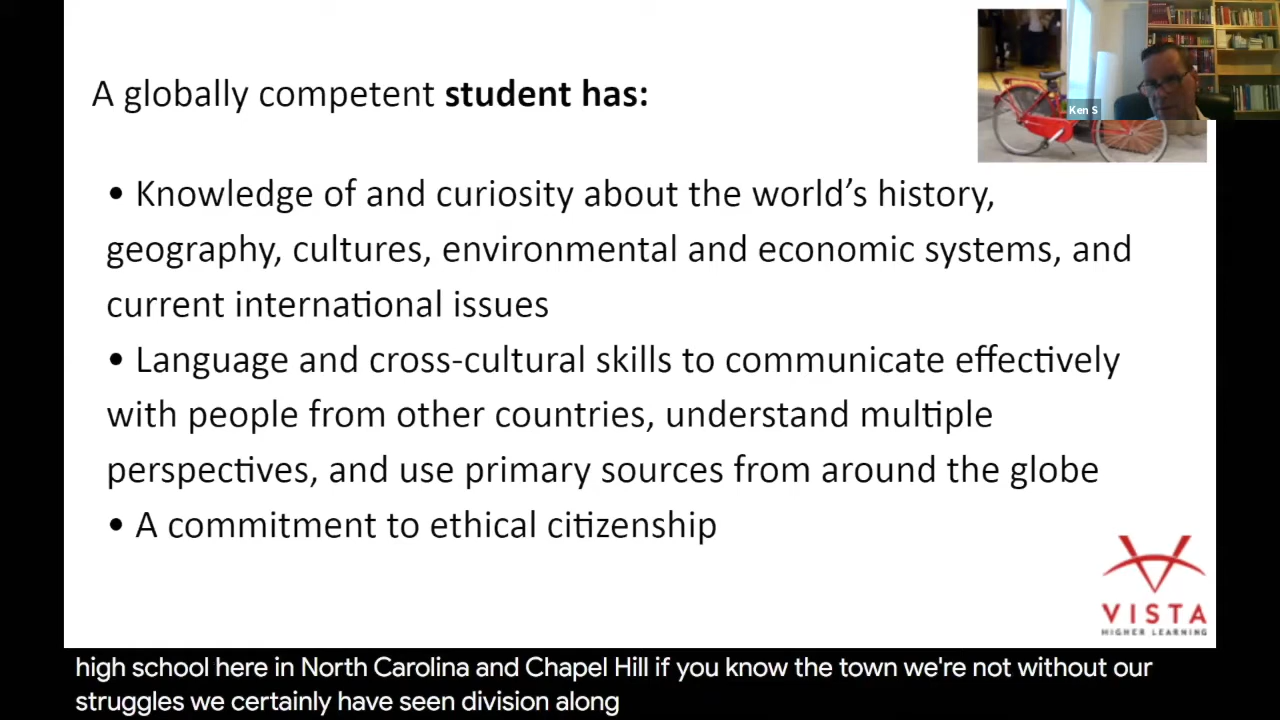 A globally competent student has:
Ken S
• Knowledge of and curiosity about the world’s history,
geography, cultures, environmental and economic systems, and
current international issues
• Language and cross-cultural skills to communicate effectively
with people from other countries, understand multiple
perspectives, and use primary sources from around the globe
• A commitment to ethical citizenship
VISTA
HIGHER LEARNING
high school here in North Carolina and Chapel Hill if you know the town we're not without our
struggles we certainly have seen division along